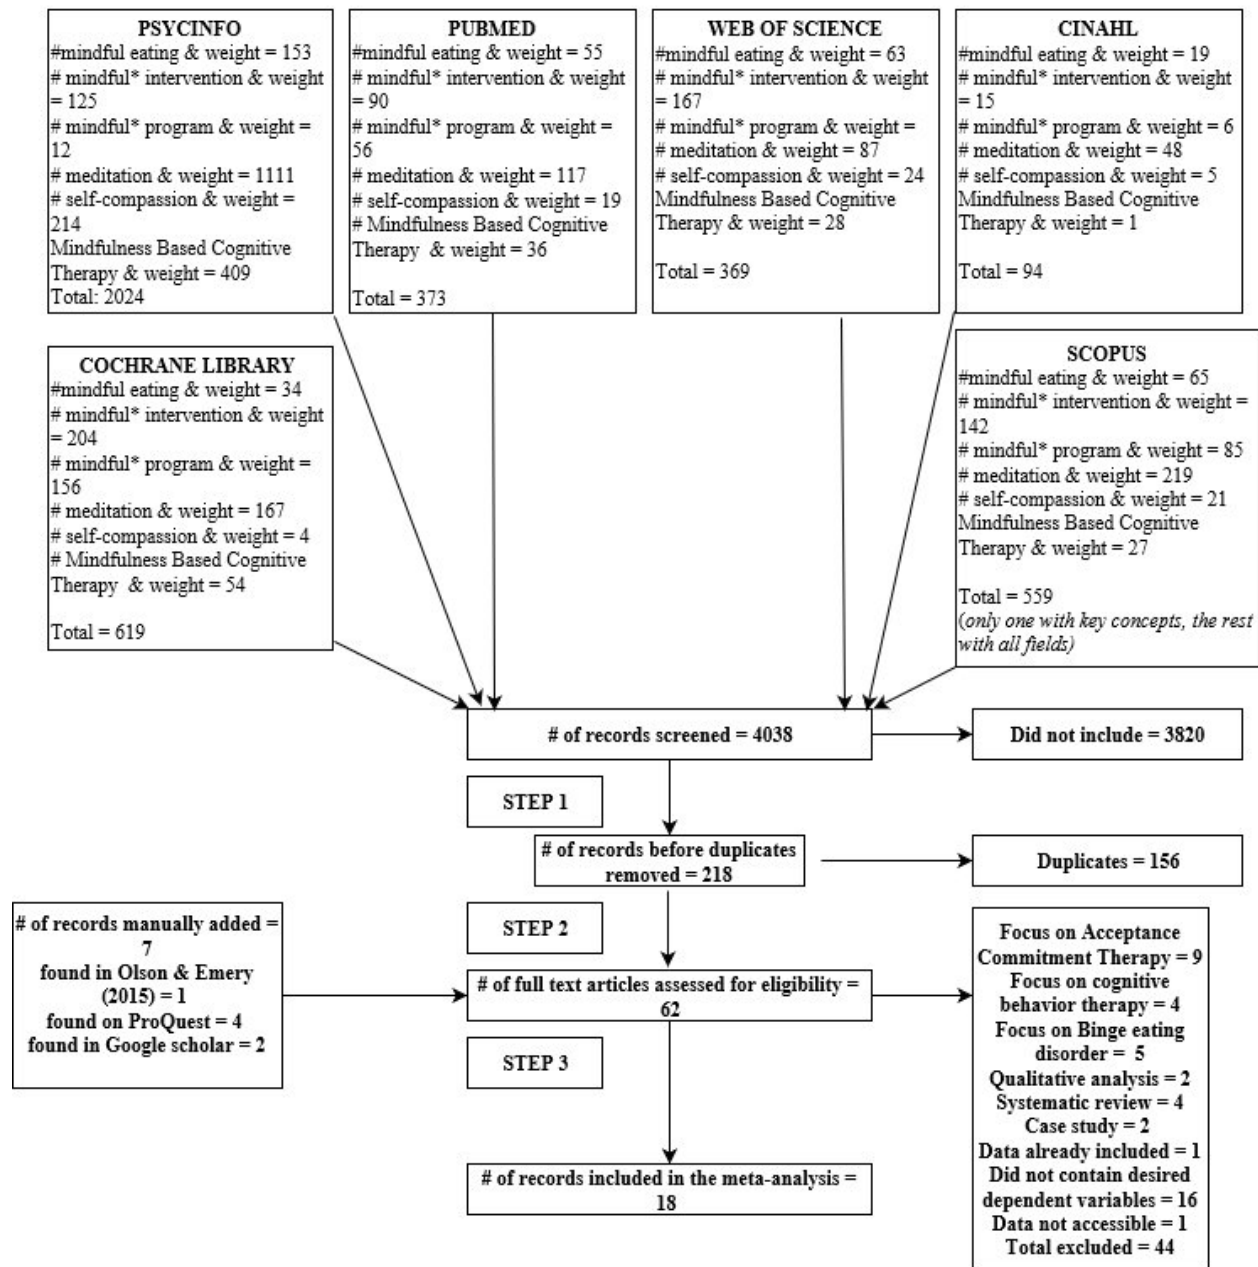 PSYCINFO
#mindful eating & weight = 153
# mindful* intervention & weight
= 125
# mindful* program & weight =
12
# meditation & weight = 1111
# self-compassion & weight =
214
Mindfulness Based Cognitive
Therapy & weight = 409
Total: 2024
PUBMED
#mindful eating & weight = 55
# mindful* intervention & weight
= 90
# mindful* program & weight =
56
# meditation & weight = 117
# self-compassion & weight = 19
# Mindfulness Based Cognitive
Therapy & weight = 36
Total = 373
WEB OF SCIENCE
#mindful eating & weight = 63
# mindful* intervention & weight
= 167
# mindful* program & weight =
# meditation & weight = 87
# self-compassion & weight = 24
Mindfulness Based Cognitive
Therapy & weight = 28
Total = 369
CINAHL
#mindful eating & weight = 19
# mindful* intervention & weight
= 15
# mindful* program & weight = 6
# meditation & weight = 48
# self-compassion & weight = 5
Mindfulness Based Cognitive
Therapy & weight = 1
Total = 94
COCHRANE LIBRARY
#mindful eating & weight = 34
# mindful* intervention & weight
= 204
# mindful* program & weight =
156
# meditation & weight = 167
# self-compassion & weight = 4
# Mindfulness Based Cognitive
Therapy & weight = 54
Total = 619
SCOPUS
#mindful eating & weight = 65
# mindful* intervention & weight =
142
# mindful* program & weight = 85
# meditation & weight = 219
# self-compassion & weight = 21
Mindfulness Based Cognitive
Therapy & weight = 27
Total = 559
(only one with key concepts, the rest
with all fields)
# of records screened = 4038
Did not include = 3820
STEP 1
# of records before duplicates
removed = 218
Duplicates = 156
STEP 2
# of records manually added =
7
found in Olson & Emery
(2015) = 1
found on ProQuest = 4
found in Google scholar = 2
# of full text articles assessed for eligibility =
62
Focus on Acceptance
Commitment Therapy = 9
Focus on cognitive
behavior therapy = 4
Focus on Binge eating
disorder = 5
Qualitative analysis = 2
Systematic review = 4
Case study = 2
Data already included = 1
Did not contain desired
dependent variables = 16
Data not accessible = 1
Total excluded = 44
STEP 3
# of records included in the meta-analysis =
18